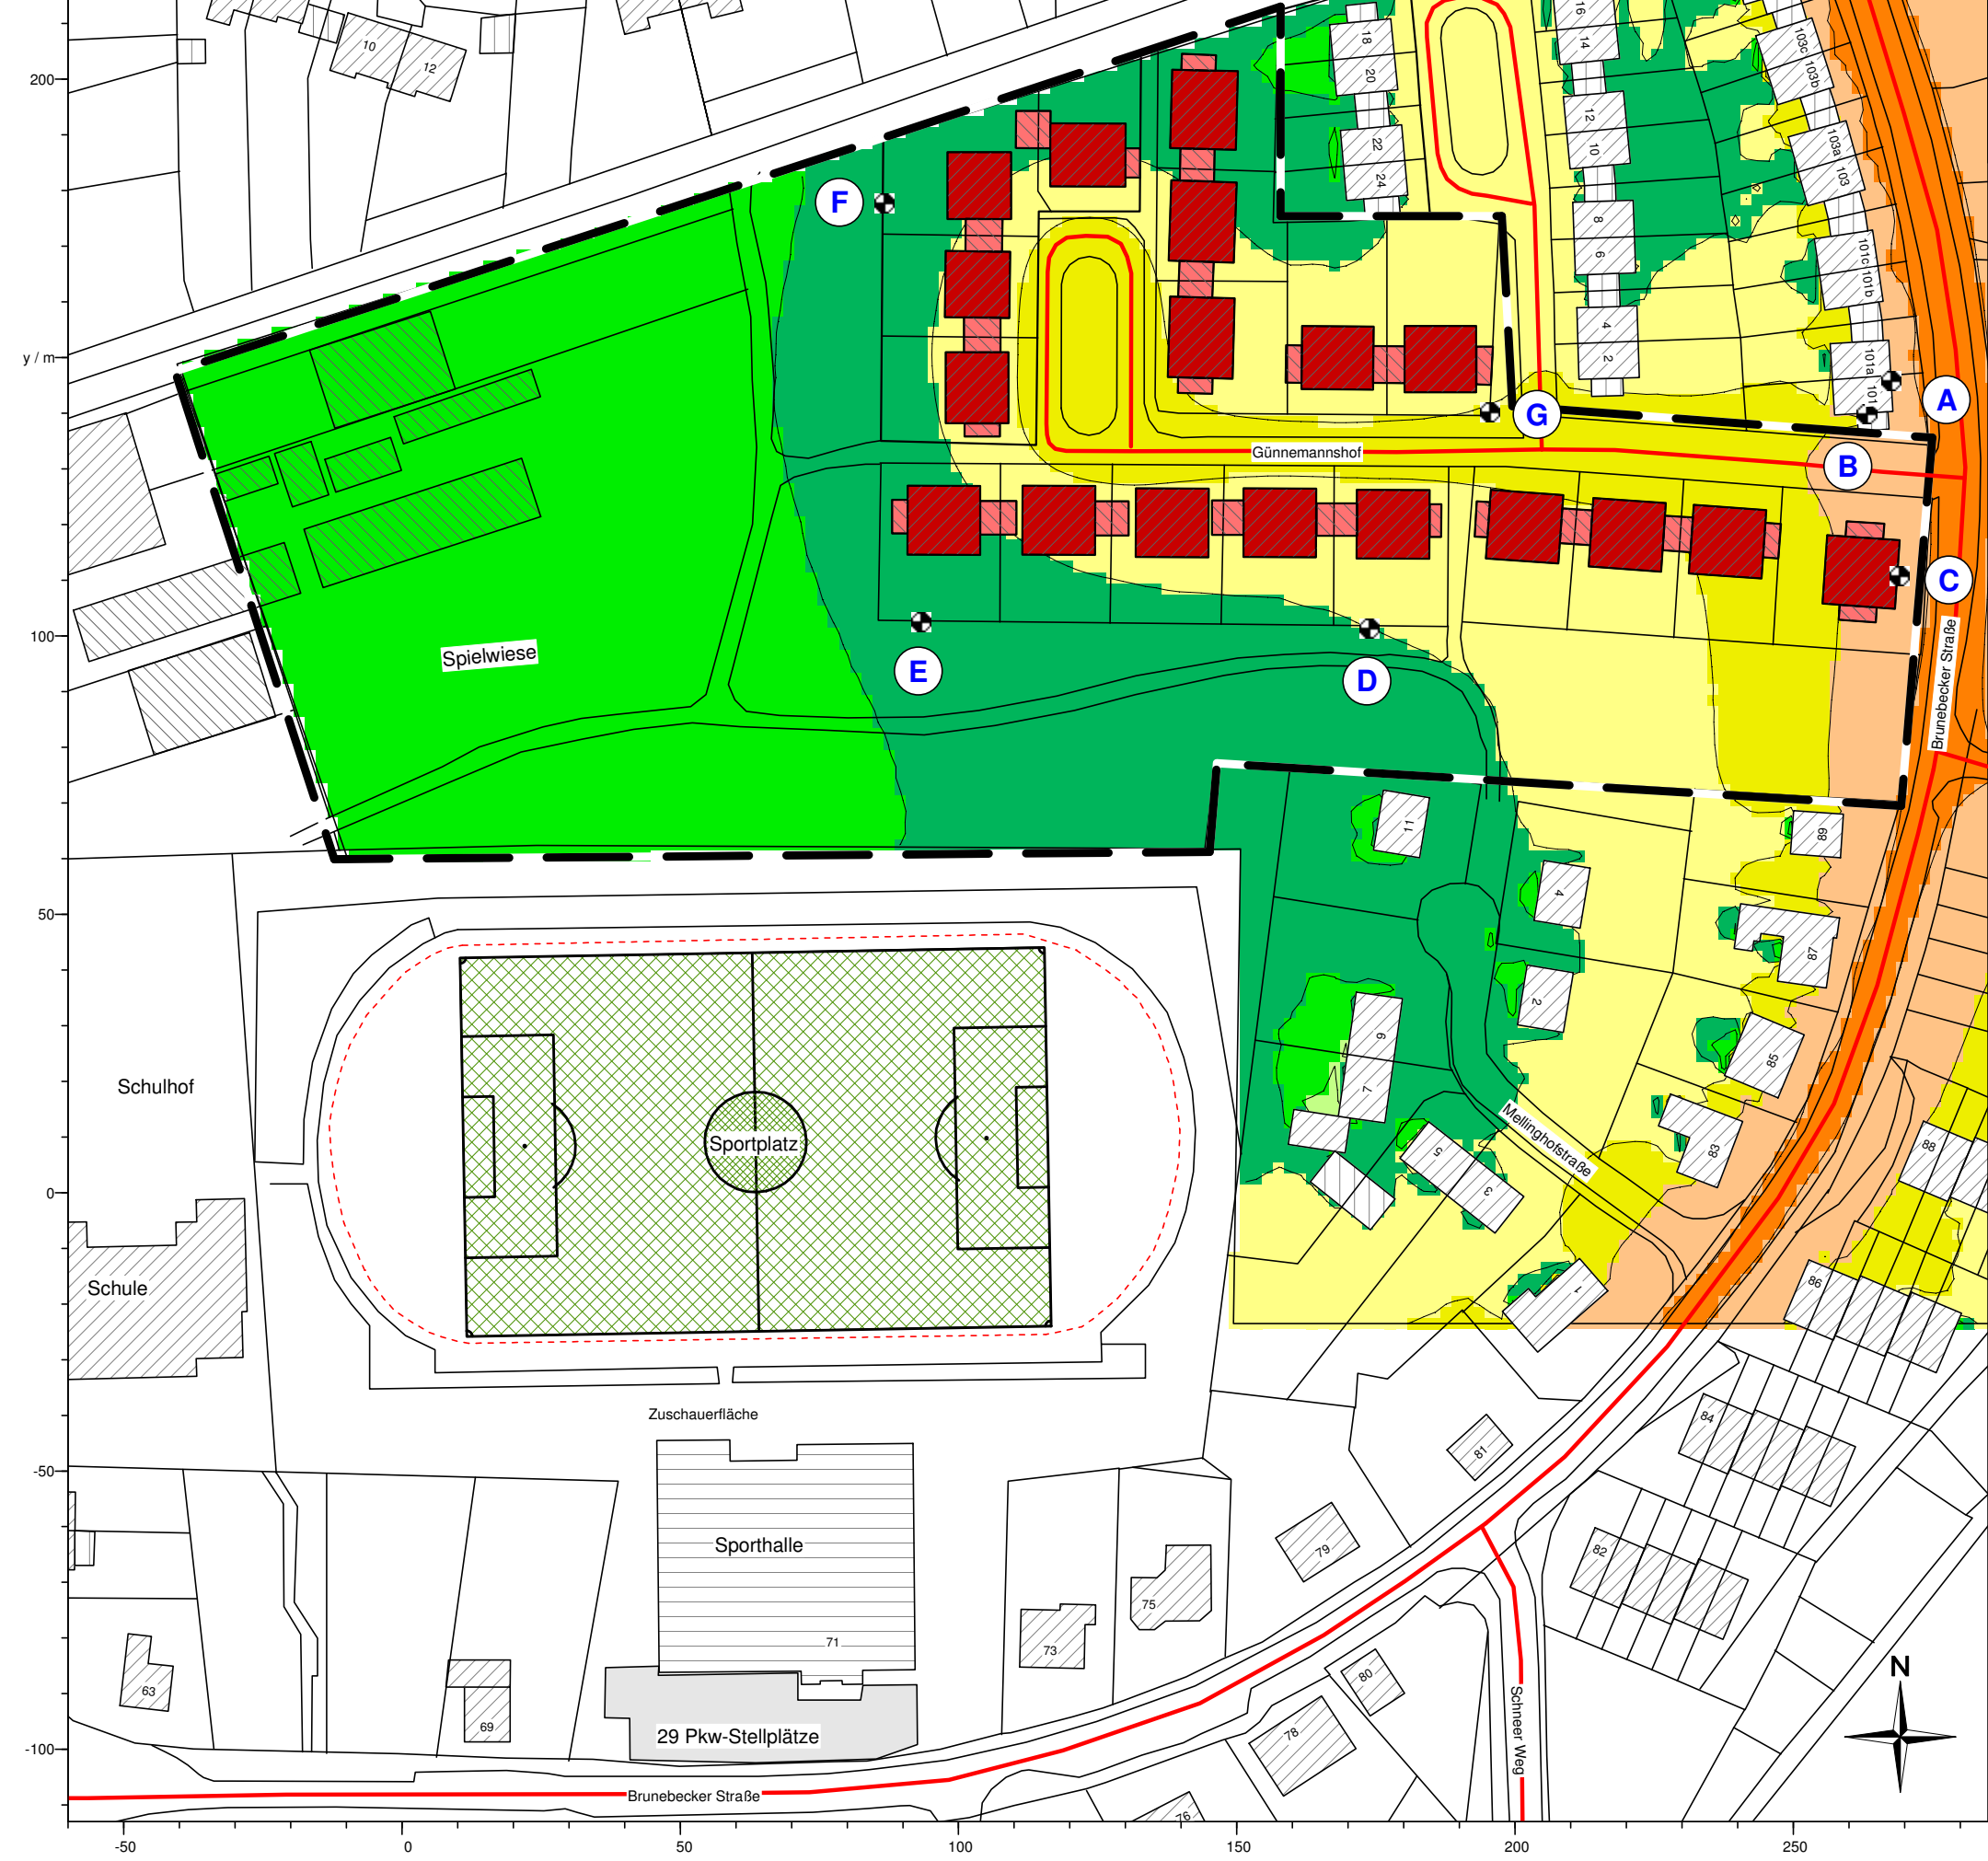 10
12
18
20
22
24
16
14
12
10
8
6
4
2
103c
103b
103a
103
101c
101b
101a
101
200
y / m
100
50
0
-50
-100
F
A
G
B
C
E
D
Günnemannshof
Brunebecker Straße
Spielwiese
11
4
2
9
7
5
3
1
89
87
85
83
88
86
84
82
Mellinghofstraße
Schulhof
Sportplatz
Schule
Zuschauerfläche
81
79
Sporthalle
71
75
73
63
69
80
78
76
29 Pkw-Stellplätze
Schneer Weg
N
Brunebecker Straße
-50
0
50
100
150
200
250